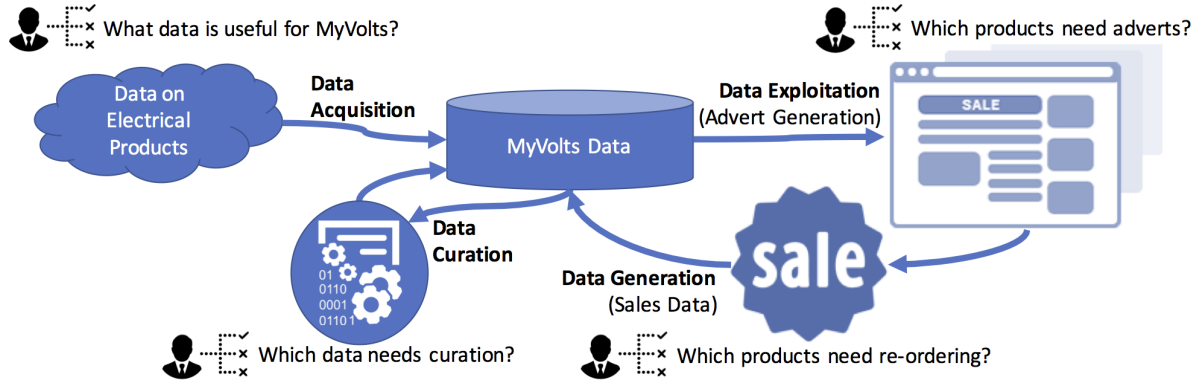 What data is useful for MyVolts?
Which products need adverts?
Data on
Electrical
Products
Data
Acquisition
MyVolts Data
Data Exploitation
(Advert Generation)
SALE
Data
Curation
01
0110
0001
01101
Data Generation
(Sales Data)
sale
Which data needs curation?
Which products need re-ordering?